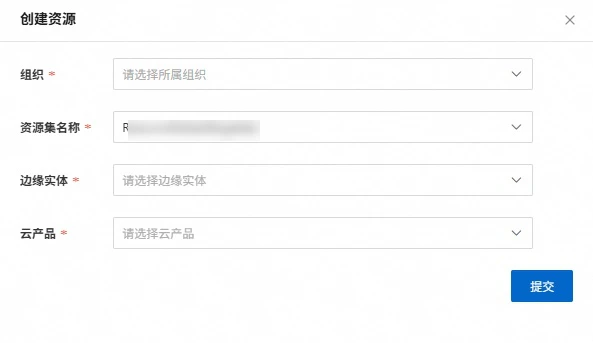 创建资源
组织 *
请选择所属组织
资源集名称 *
R
边缘实体 *
请选择边缘实体
云产品 *
请选择云产品
提交